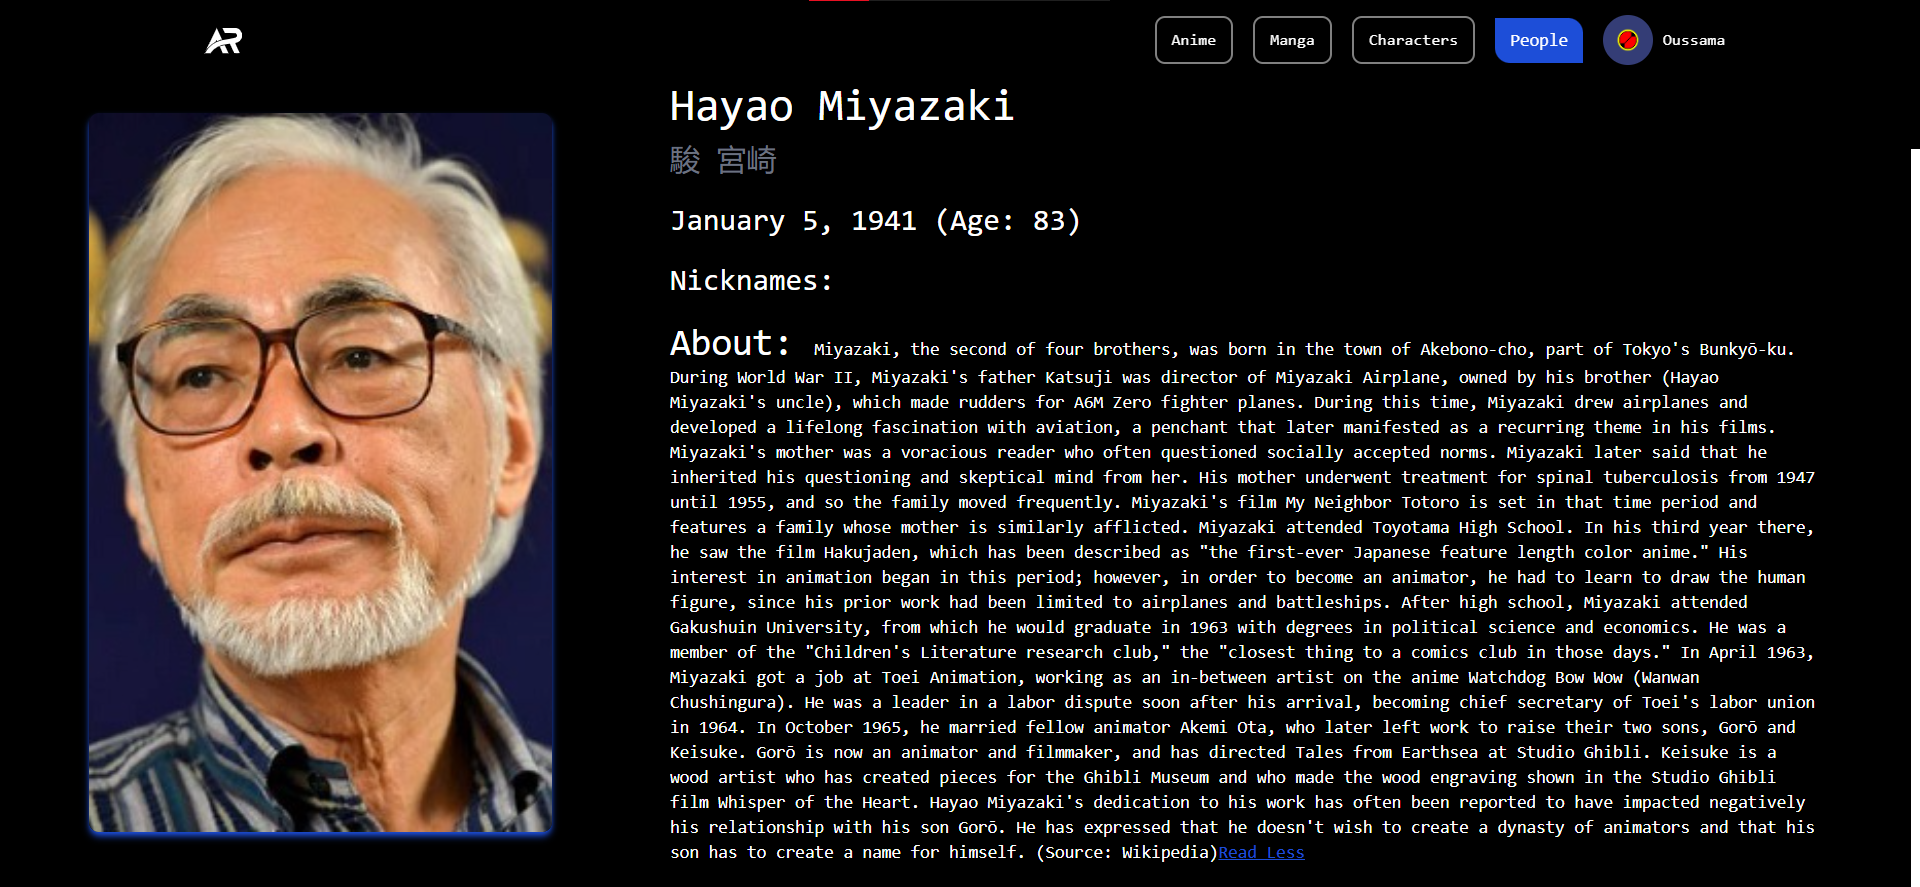 AR
Anime
Manga
Characters
People
Oussama
Hayao Miyazaki
駿 宮崎
January 5, 1941 (Age: 83)
Nicknames:
About: Miyazaki, the second of four brothers, was born in the town of Akebono-cho, part of Tokyo's Bunkyō-ku.
During World War II, Miyazaki's father Katsuji was director of Miyazaki Airplane, owned by his brother (Hayao
Miyazaki's uncle), which made rudders for A6M Zero fighter planes. During this time, Miyazaki drew airplanes and
developed a lifelong fascination with aviation, a penchant that later manifested as a recurring theme in his films.
Miyazaki's mother was a voracious reader who often questioned socially accepted norms. Miyazaki later said that he
inherited his questioning and skeptical mind from her. His mother underwent treatment for spinal tuberculosis from 1947
until 1955, and so the family moved frequently. Miyazaki's film My Neighbor Totoro is set in that time period and
features a family whose mother is similarly afflicted. Miyazaki attended Toyotama High School. In his third year there,
he saw the film Hakujaden, which has been described as "the first-ever Japanese feature length color anime." His
interest in animation began in this period; however, in order to become an animator, he had to learn to draw the human
figure, since his prior work had been limited to airplanes and battleships. After high school, Miyazaki attended
Gakushuin University, from which he would graduate in 1963 with degrees in political science and economics. He was a
member of the "Children's Literature research club," the "closest thing to a comics club in those days." In April 1963,
Miyazaki got a job at Toei Animation, working as an in-between artist on the anime Watchdog Bow Wow (Wanwan
Chushingura). He was a leader in a labor dispute soon after his arrival, becoming chief secretary of Toei's labor union
in 1964. In October 1965, he married fellow animator Akemi Ota, who later left work to raise their two sons, Gorō and
Keisuke. Gorō is now an animator and filmmaker, and has directed Tales from Earthsea at Studio Ghibli. Keisuke is a
wood artist who has created pieces for the Ghibli Museum and who made the wood engraving shown in the Studio Ghibli
film Whisper of the Heart. Hayao Miyazaki's dedication to his work has often been reported to have impacted negatively
his relationship with his son Gorō. He has expressed that he doesn't wish to create a dynasty of animators and that his
son has to create a name for himself. (Source: Wikipedia)Read Less